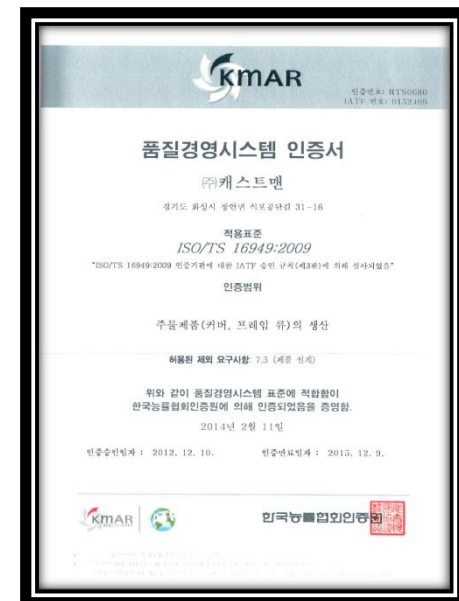 KMAR
인증번호: RTS0086
IATF 번호: 0152469
품질경영시스템 인증서
㈜캐스트맨
경기도 화성시 장안면 석포공단길 31-16
적용표준
ISO/TS 16949:2009
"ISO/TS 16949:2009 인증기관에 대한 IATF 승인 규칙(제3판)에 의해 심사되었음"
인증범위
주물제품(커버, 프레임 류)의 생산
허용된 제외 요구사항: 7.3 (제품 설계)
위와 같이 품질경영시스템 표준에 적합함이
한국능률협회인증원에 의해 인증되었음을 증명함.
2014년 2월 11일
인증승인일자 : 2012. 12. 10. 인증만료일자 : 2015. 12. 9.
KMAR
한국능률협회인증원